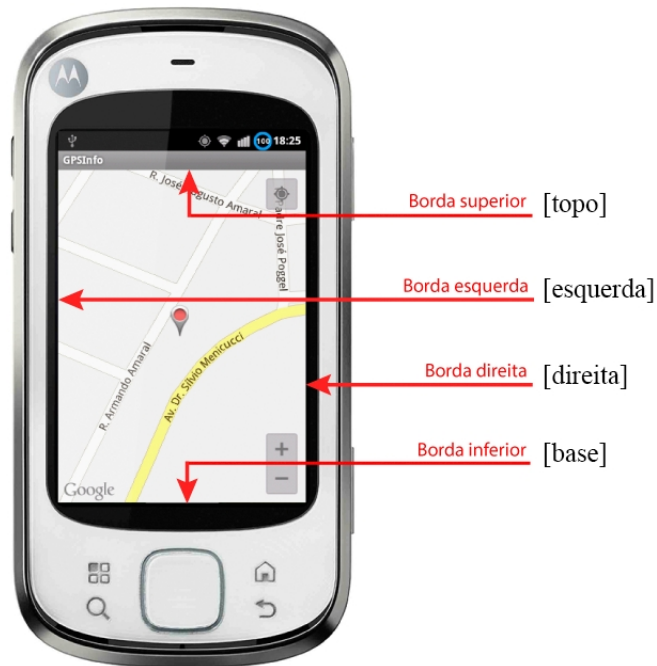 100 18:25
GPSInfo
R. José Augusto Amaral
Padre José Poggel
Borda superior [topo]
Borda esquerda [esquerda]
Borda direita [direita]
R. Armando Amaral
Av. Dr. Sílvio Menicucci
Borda inferior [base]
Google